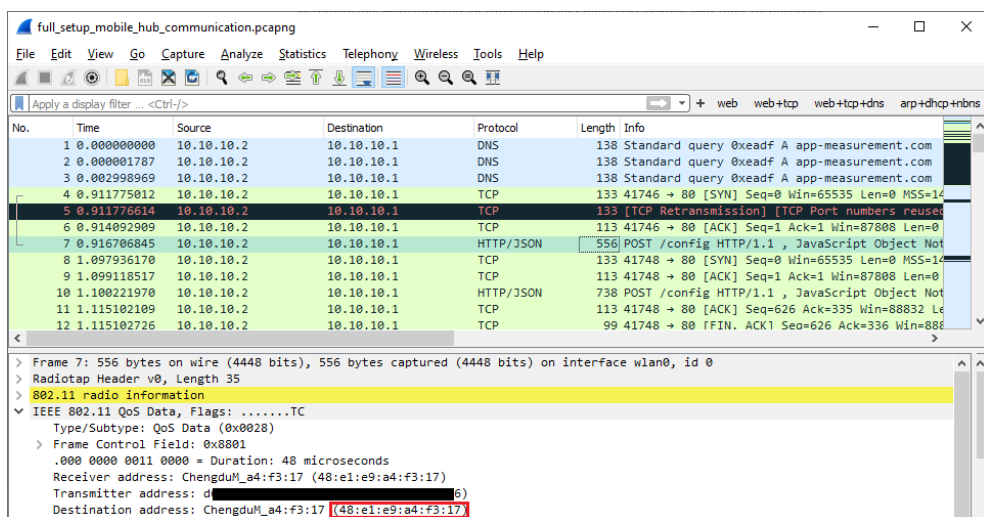 full_setup_mobile_hub_communication.pcapng
File Edit View Go Capture Analyze Statistics Telephony Wireless Tools Help
Apply a display filter ... <Ctrl-/> + web web+tcp web+tcp+dns arp+dhcp+nbns
No. Time Source Destination Protocol Length Info
1 0.000000000 10.10.10.2 10.10.10.1 DNS 138 Standard query 0xeadf A app-measurement.com
2 0.000001787 10.10.10.2 10.10.10.1 DNS 138 Standard query 0xeadf A app-measurement.com
3 0.002998969 10.10.10.2 10.10.10.1 DNS 138 Standard query 0xeadf A app-measurement.com
4 0.911775012 10.10.10.2 10.10.10.1 TCP 133 41746 → 80 [SYN] Seq=0 Win=65535 Len=0 MSS=14
5 0.911776614 10.10.10.2 10.10.10.1 TCP 133 [TCP Retransmission] [TCP Port numbers reused
6 0.914092909 10.10.10.2 10.10.10.1 TCP 113 41746 → 80 [ACK] Seq=1 Ack=1 Win=87808 Len=0
7 0.916706845 10.10.10.2 10.10.10.1 HTTP/JSON 556 POST /config HTTP/1.1 , JavaScript Object Not
8 1.097936170 10.10.10.2 10.10.10.1 TCP 133 41748 → 80 [SYN] Seq=0 Win=65535 Len=0 MSS=14
9 1.099118517 10.10.10.2 10.10.10.1 TCP 113 41748 → 80 [ACK] Seq=1 Ack=1 Win=87808 Len=0
10 1.100221970 10.10.10.2 10.10.10.1 HTTP/JSON 738 POST /config HTTP/1.1 , JavaScript Object Not
11 1.115102109 10.10.10.2 10.10.10.1 TCP 113 41748 → 80 [ACK] Seq=626 Ack=335 Win=88832 Le
12 1.115102726 10.10.10.2 10.10.10.1 TCP 99 41748 → 80 [FIN, ACK] Seq=626 Ack=336 Win=888
Frame 7: 556 bytes on wire (4448 bits), 556 bytes captured (4448 bits) on interface wlan0, id 0
Radiotap Header v0, Length 35
802.11 radio information
IEEE 802.11 QoS Data, Flags: .......TC
Type/Subtype: QoS Data (0x0028)
Frame Control Field: 0x8801
.000 0000 0011 0000 = Duration: 48 microseconds
Receiver address: ChengduM_a4:f3:17 (48:e1:e9:a4:f3:17)
Transmitter address: d 6)
Destination address: ChengduM_a4:f3:17 (48:e1:e9:a4:f3:17)